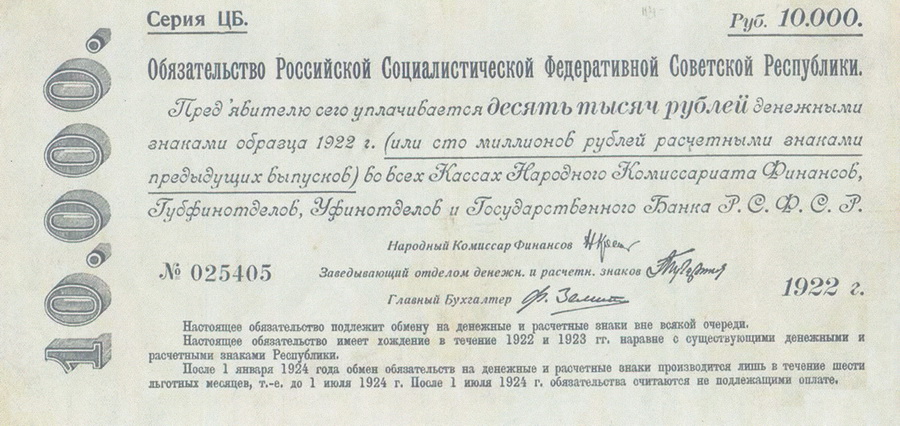 Серия ЦБ.
Руб. 10.000.
10.000.
Обязательство Российской Социалистической Федеративной Советской Республики.
Пред'явителю сего уплачивается десять тысяч рублей денежными
знаками образца 1922 г. (или сто миллионов рублей расчетными знаками
предыдущих выпусков) во всех Кассах Народного Комиссариата Финансов,
Губфинотделов, Уфинотделов и Государственного Банка Р. С. Ф. С. Р.
Народный Комиссар Финансов
№ 025405
Заведывающий отделом денежн. и расчетн. знаков
1922 г.
Главный Бухгалтер
Настоящее обязательство подлежит обмену на денежные и расчетные знаки вне всякой очереди.
Настоящее обязательство имеет хождение в течение 1922 и 1923 гг. наравне с существующими денежными и
расчетными знаками Республики.
После 1 января 1924 года обмен обязательств на денежные и расчетные знаки производится лишь в течение шести
льготных месяцев, т.-е. до 1 июля 1924 г. После 1 июля 1924 г. обязательства считаются не подлежащими оплате.